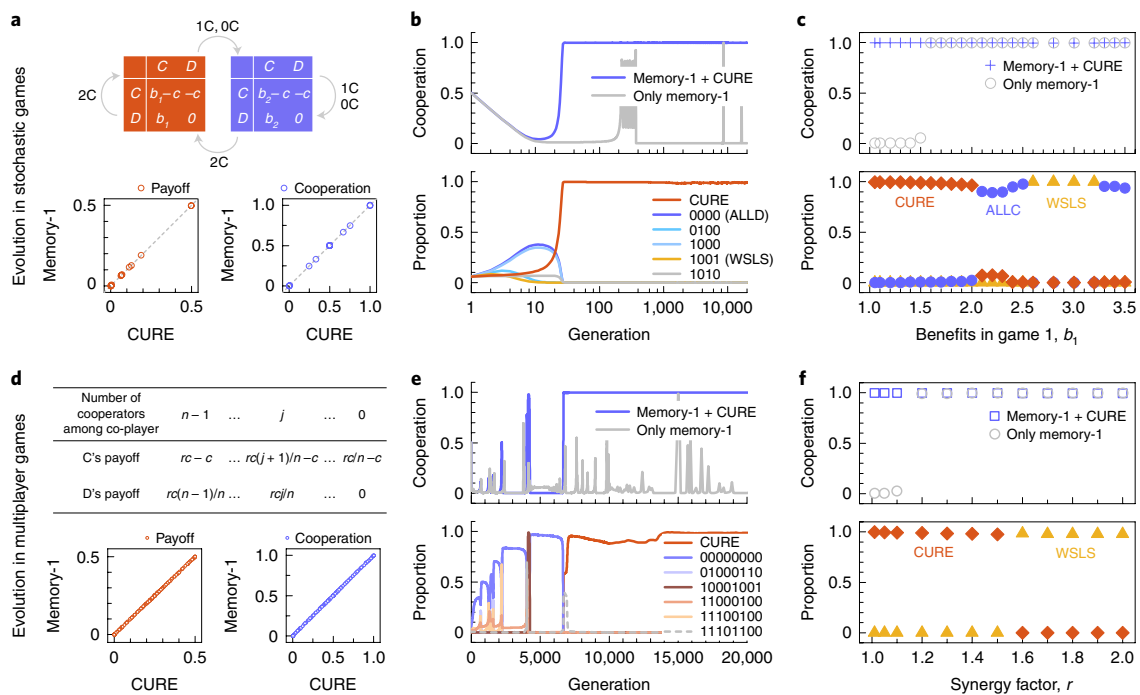 Evolution in stochastic games
a
1C, 0C
C D
C b1 – c –c
D b1 0
C D
C b2 – c –c
D b2 0
2C
1C
0C
2C
Payoff
Memory-1
0.5
0
0 0.5
CURE
Cooperation
Memory-1
1.0
0.5
0
0 0.5 1.0
CURE
b
Cooperation
1.0
0.5
0
Memory-1 + CURE
Only memory-1
Proportion
1.0
0.5
0
CURE
0000 (ALLD)
0100
1000
1001 (WSLS)
1010
1 10 100 1,000 10,000
Generation
c
Cooperation
1.0
0.5
0
Memory-1 + CURE
Only memory-1
Proportion
1.0
0.5
0
CURE
ALLC
WSLS
1.0 1.5 2.0 2.5 3.0 3.5
Benefits in game 1, b1
Evolution in multiplayer games
d
Number of cooperators among co-player n – 1 … j … 0
C's payoff rc – c … rc(j + 1)/n – c … rc/n – c
D's payoff rc(n – 1)/n … rcj/n … 0
Payoff
Memory-1
0.5
0
0 0.5
CURE
Cooperation
Memory-1
1.0
0.5
0
0 0.5 1.0
CURE
e
Cooperation
1.0
0.5
0
Memory-1 + CURE
Only memory-1
Proportion
1.0
0.5
0
CURE
00000000
01000110
10001001
11000100
11100100
11101100
0 5,000 10,000 15,000 20,000
Generation
f
Cooperation
1.0
0.5
0
Memory-1 + CURE
Only memory-1
Proportion
1.0
0.5
0
CURE
WSLS
1.0 1.2 1.4 1.6 1.8 2.0
Synergy factor, r